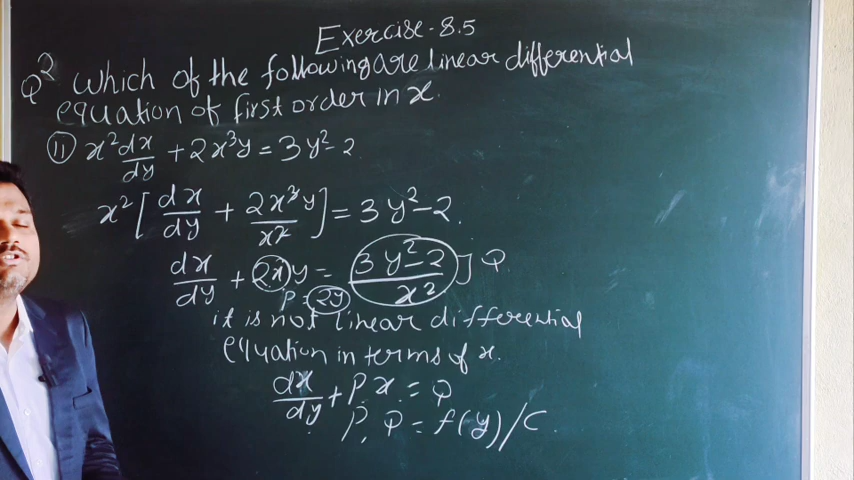 Exercise-8.5
Q2 Which of the following are linear differential
equation of first order in x.
(11) x² dx/dy + 2x³y = 3y²-2
x² [ dx/dy + 2x³y/x² ] = 3y²-2.
dx/dy + 2xy = 3y²-2/x² ] Q
P = 2y
it is not linear differential
equation in terms of x.
dx/dy + P.x. = Q
P, Q = f(y)/C.